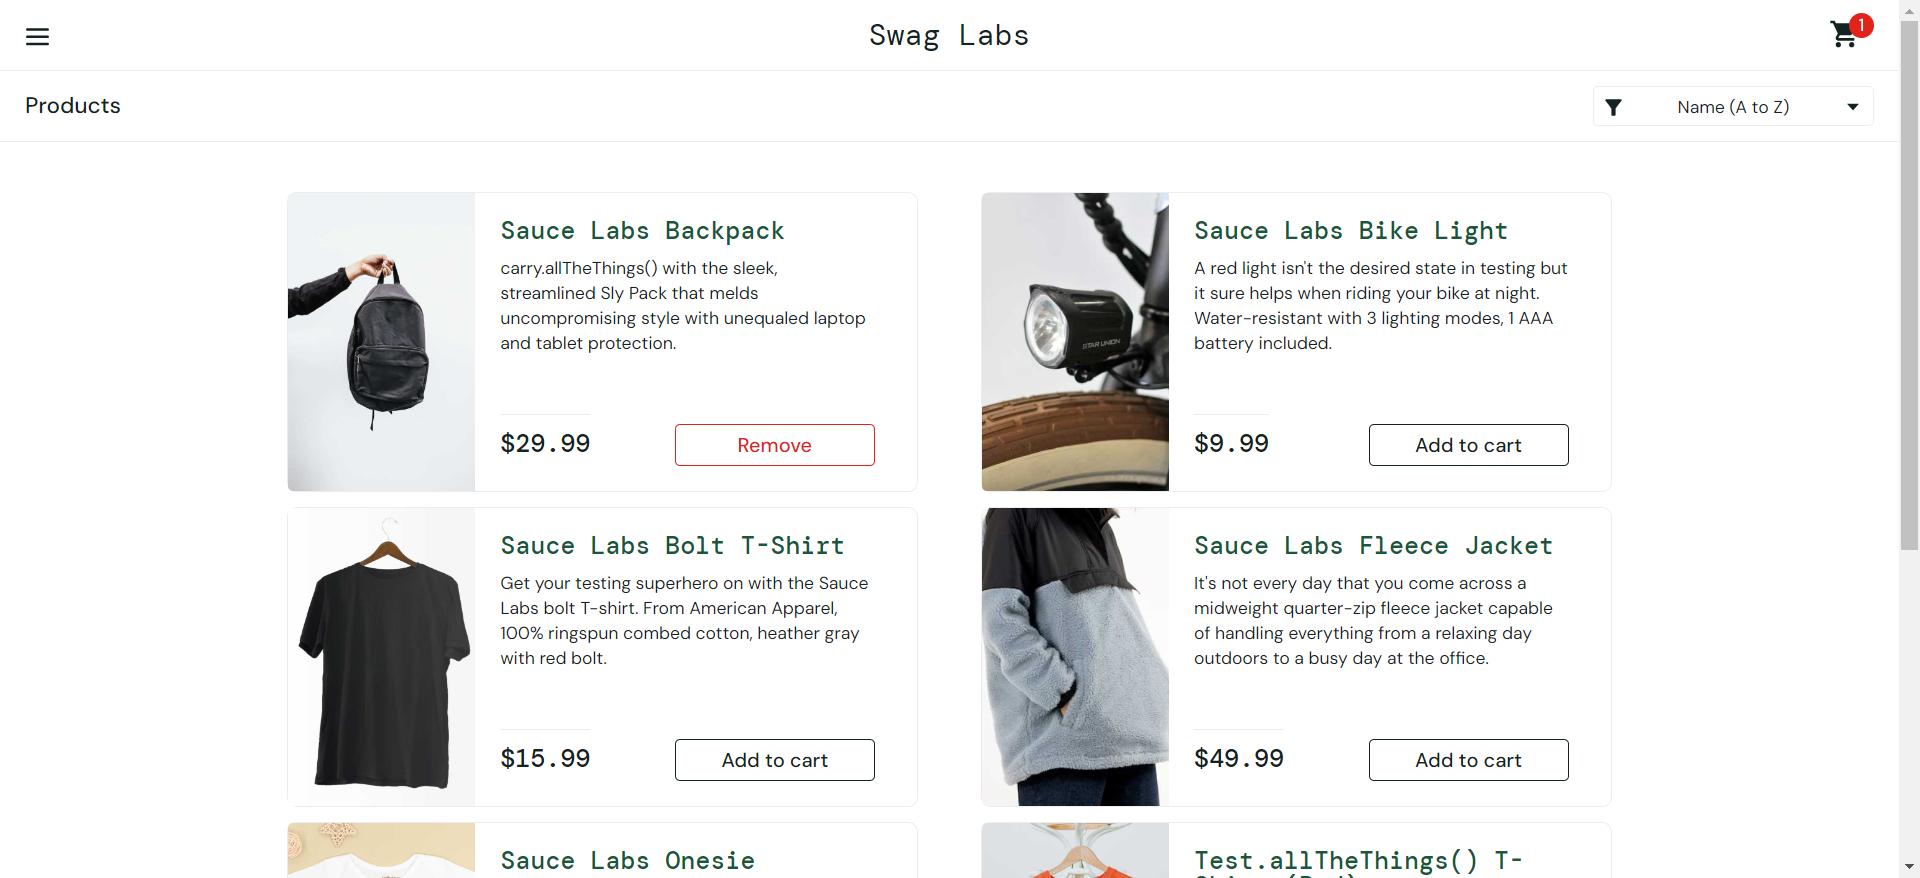 Swag Labs
1
Products
Name (A to Z)
Sauce Labs Backpack
carry.allTheThings() with the sleek,
streamlined Sly Pack that melds
uncompromising style with unequaled laptop
and tablet protection.
$29.99
Remove
Sauce Labs Bike Light
A red light isn't the desired state in testing but
it sure helps when riding your bike at night.
Water-resistant with 3 lighting modes, 1 AAA
battery included.
STAR UNION
$9.99
Add to cart
Sauce Labs Bolt T-Shirt
Get your testing superhero on with the Sauce
Labs bolt T-shirt. From American Apparel,
100% ringspun combed cotton, heather gray
with red bolt.
$15.99
Add to cart
Sauce Labs Fleece Jacket
It's not every day that you come across a
midweight quarter-zip fleece jacket capable
of handling everything from a relaxing day
outdoors to a busy day at the office.
$49.99
Add to cart
Sauce Labs Onesie
Test.allTheThings() T-